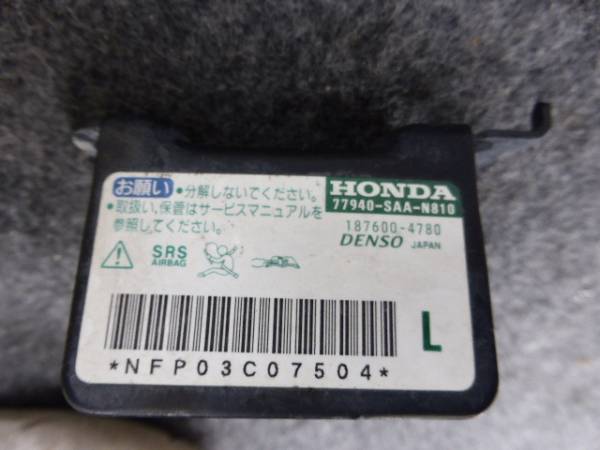 お願い ●分解しないでください。
●取扱い、保管はサービスマニュアルを
参照してください。
HONDA
77940-SAA-N810
187600-4780
DENSO JAPAN
SRS
AIRBAG
L
*NFP03C07504*